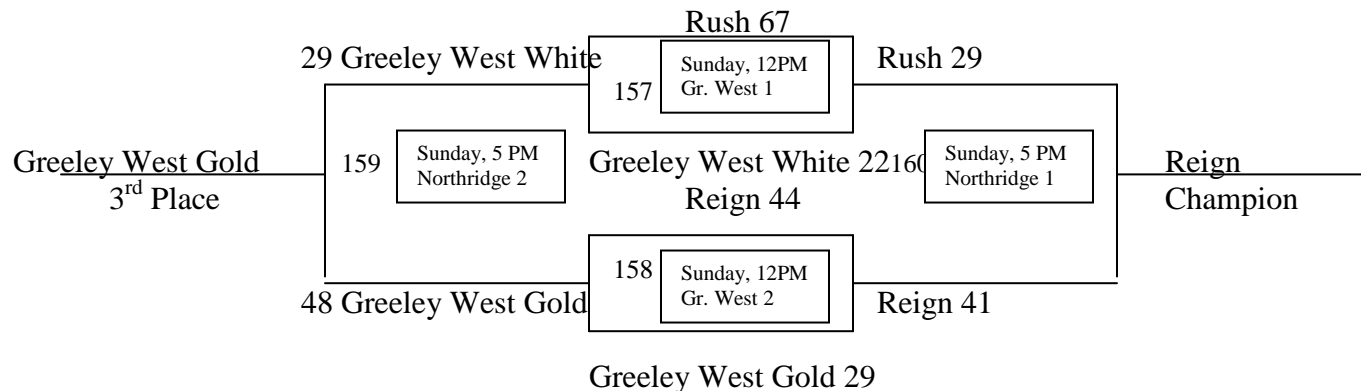 Rush 67
29 Greeley West White
Sunday, 12PM
Gr. West 1
157
Rush 29
Greeley West Gold
3rd Place
159
Sunday, 5 PM
Northridge 2
Greeley West White 22
160
Sunday, 5 PM
Northridge 1
Reign
Champion
Reign 44
158
Sunday, 12PM
Gr. West 2
48 Greeley West Gold
Reign 41
Greeley West Gold 29